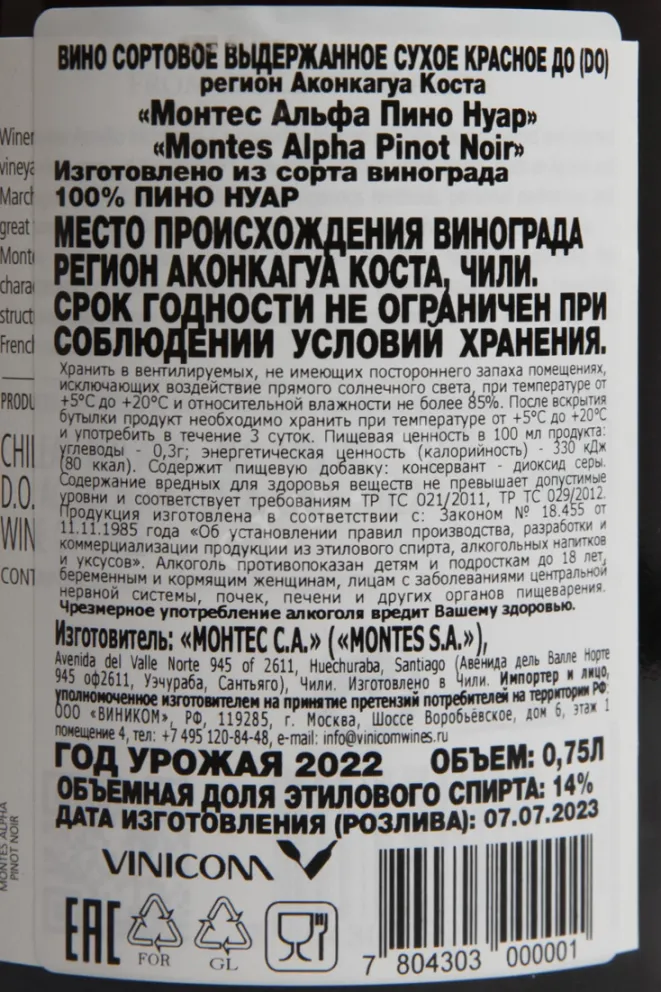 ВИНО СОРТОВОЕ ВЫДЕРЖАННОЕ СУХОЕ КРАСНОЕ ДО (DO)
регион Аконкагуа Коста
«Монтес Альфа Пино Нуар»
«Montes Alpha Pinot Noir»
Изготовлено из сорта винограда
100% ПИНО НУАР
МЕСТО ПРОИСХОЖДЕНИЯ ВИНОГРАДА
РЕГИОН АКОНКАГУА КОСТА, ЧИЛИ.
СРОК ГОДНОСТИ НЕ ОГРАНИЧЕН ПРИ
СОБЛЮДЕНИИ УСЛОВИЙ ХРАНЕНИЯ.
Хранить в вентилируемых, не имеющих постороннего запаха помещениях,
исключающих воздействие прямого солнечного света, при температуре от
+5°С до +20°С и относительной влажности не более 85%. После вскрытия
бутылки продукт необходимо хранить при температуре от +5°С до +20°С
и употребить в течение 3 суток. Пищевая ценность в 100 мл продукта:
углеводы - 0,3г; энергетическая ценность (калорийность) - 330 кДж
(80 ккал). Содержит пищевую добавку: консервант - диоксид серы.
Содержание вредных для здоровья веществ не превышает допустимые
уровни и соответствует требованиям ТР ТС 021/2011, ТР ТС 029/2012.
Продукция изготовлена в соответствии с: Законом № 18.455 от
11.11.1985 года «Об установлении правил производства, разработки и
коммерциализации продукции из этилового спирта, алкогольных напитков
и уксусов». Алкоголь противопоказан детям и подросткам до 18 лет,
беременным и кормящим женщинам, лицам с заболеваниями центральной
нервной системы, почек, печени и других органов пищеварения.
Чрезмерное употребление алкоголя вредит Вашему здоровью.
Изготовитель: «МОНТЕС С.А.» («MONTES S.A.»),
Avenida del Valle Norte 945 of 2611, Huechuraba, Santiago (Авенида дель Валле Норте
945 оф2611, Уэчураба, Сантьяго), Чили. Изготовлено в Чили. Импортер и лицо,
уполномоченное изготовителем на принятие претензий потребителей на территории РФ:
ООО «ВИНИКОМ», РФ, 119285, г. Москва, Шоссе Воробьёвское, дом 6, этаж 1
помещение 4, тел: +7 495 120-84-48, e-mail: info@vinicomwines.ru
ГОД УРОЖАЯ 2022 ОБЪЕМ: 0,75Л
ОБЪЕМНАЯ ДОЛЯ ЭТИЛОВОГО СПИРТА: 14%
ДАТА ИЗГОТОВЛЕНИЯ (РОЗЛИВА): 07.07.2023
VINICOM
EAC FOR GL
7 804303 000001
great
March
French
D.O.
MONTES ALPHA
PINOT NOIR